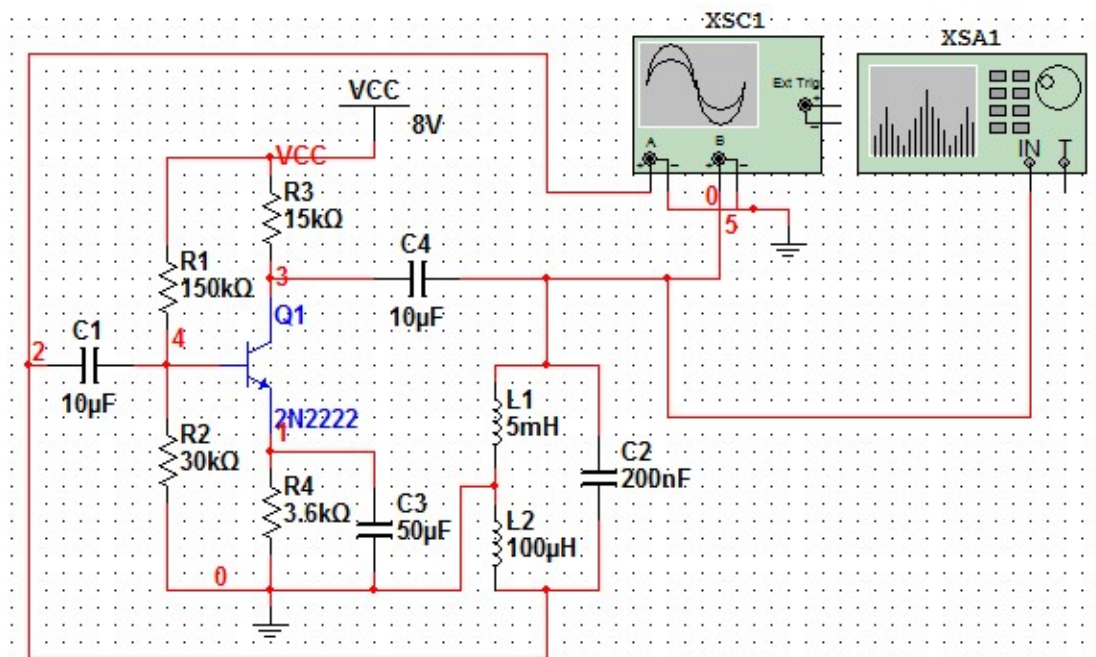 XSC1
XSA1
Ext Trig
+
-
A
B
+ -
+ -
IN T
VCC
8V
VCC
R3
15kΩ
0
5
C4
10µF
3
R1
150kΩ
Q1
C1
10µF
2
4
2N2222
1
R2
30kΩ
R4
3.6kΩ
C3
50µF
L1
5mH
C2
200nF
L2
100µH
0